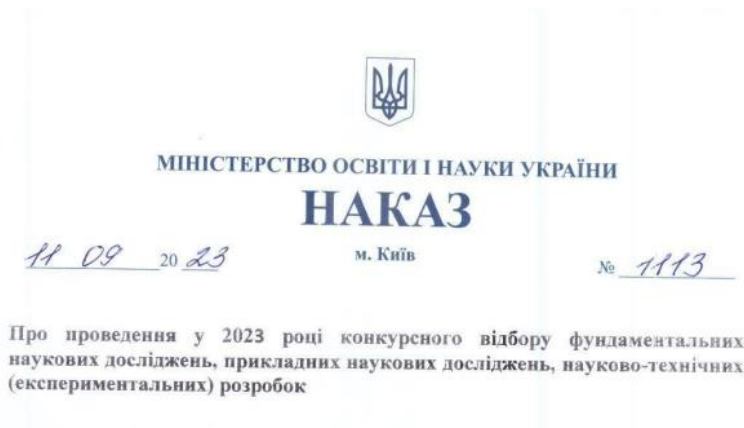 МІНІСТЕРСТВО ОСВІТИ І НАУКИ УКРАЇНИ
НАКАЗ
11 09 20 23 м. Київ № 1113
Про проведення у 2023 році конкурсного відбору фундаментальних
наукових досліджень, прикладних наукових досліджень, науково-технічних
(експериментальних) розробок